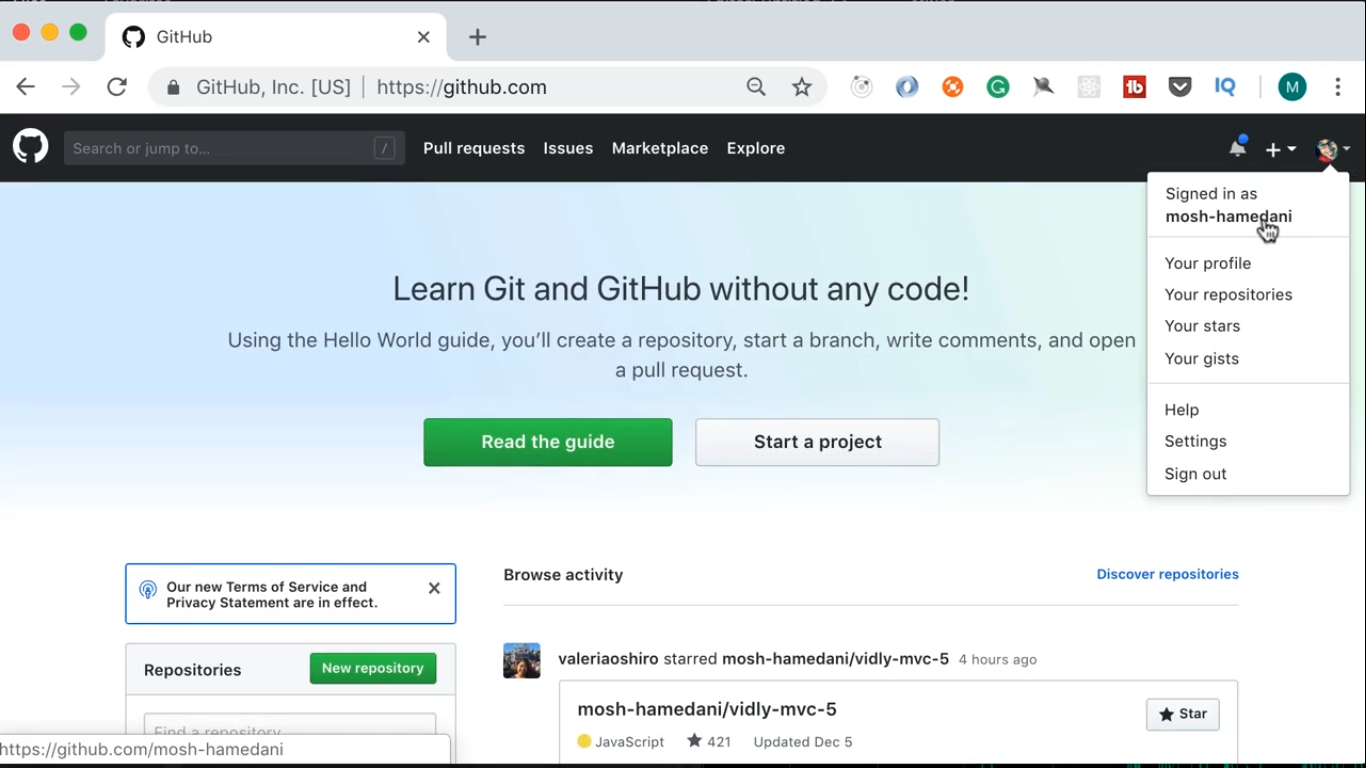 GitHub
GitHub, Inc. [US] | https://github.com
tb
IQ
M
Search or jump to...
/
Pull requests Issues Marketplace Explore
Signed in as
mosh-hamedani
Your profile
Your repositories
Your stars
Your gists
Help
Settings
Sign out
Learn Git and GitHub without any code!
Using the Hello World guide, you’ll create a repository, start a branch, write comments, and open
a pull request.
Read the guide
Start a project
Our new Terms of Service and
Privacy Statement are in effect.
Repositories
New repository
Find a repository
https://github.com/mosh-hamedani
Browse activity
Discover repositories
valeriaoshiro starred mosh-hamedani/vidly-mvc-5 4 hours ago
mosh-hamedani/vidly-mvc-5
Star
JavaScript 421 Updated Dec 5